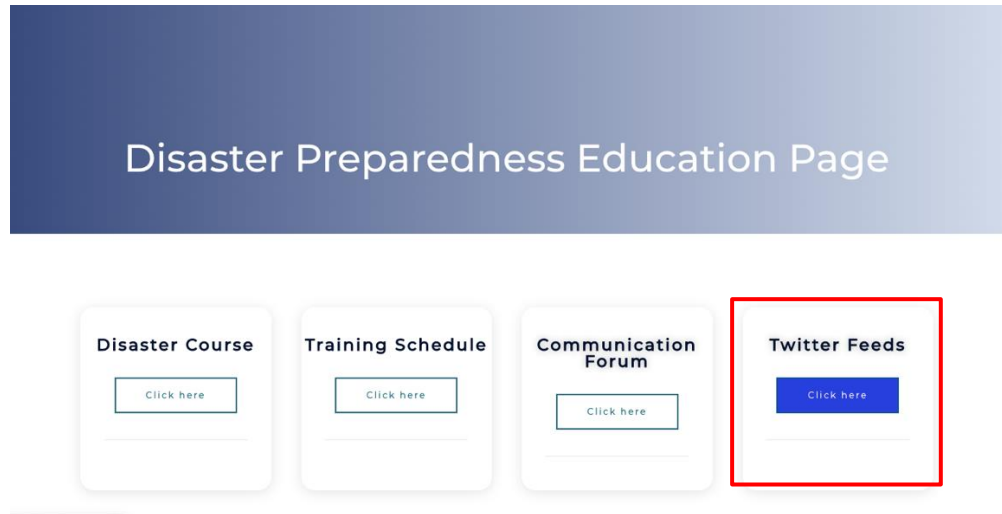 Disaster Preparedness Education Page
Disaster Course
Click here
Training Schedule
Click here
Communication
Forum
Click here
Twitter Feeds
Click here